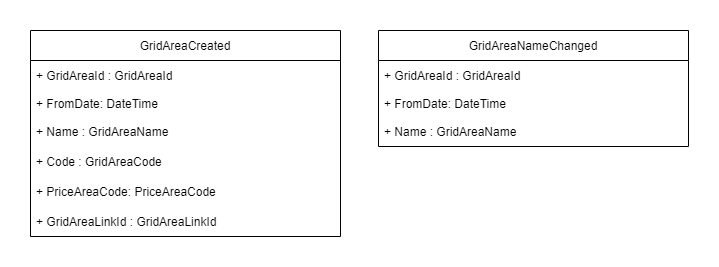 GridAreaCreated
+ GridAreaId : GridAreaId
+ FromDate: DateTime
+ Name : GridAreaName
+ Code : GridAreaCode
+ PriceAreaCode: PriceAreaCode
+ GridAreaLinkId : GridAreaLinkId
GridAreaNameChanged
+ GridAreaId : GridAreaId
+ FromDate: DateTime
+ Name : GridAreaName